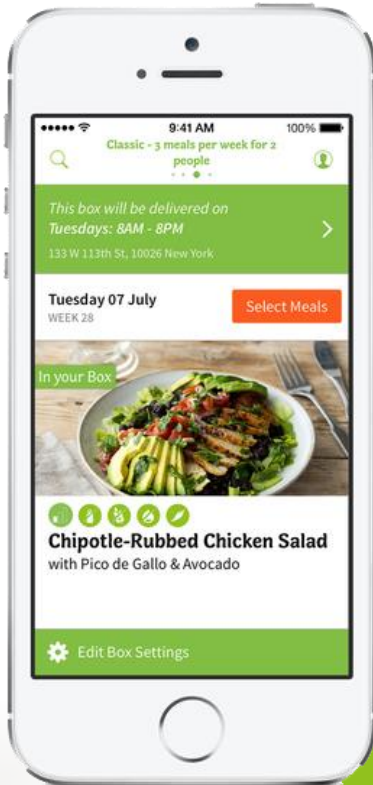 9:41 AM
100%
Classic - 3 meals per week for 2
people
This box will be delivered on
Tuesdays: 8AM - 8PM
133 W 113th St, 10026 New York
Tuesday 07 July
WEEK 28
Select Meals
In your Box
Chipotle-Rubbed Chicken Salad
with Pico de Gallo & Avocado
Edit Box Settings